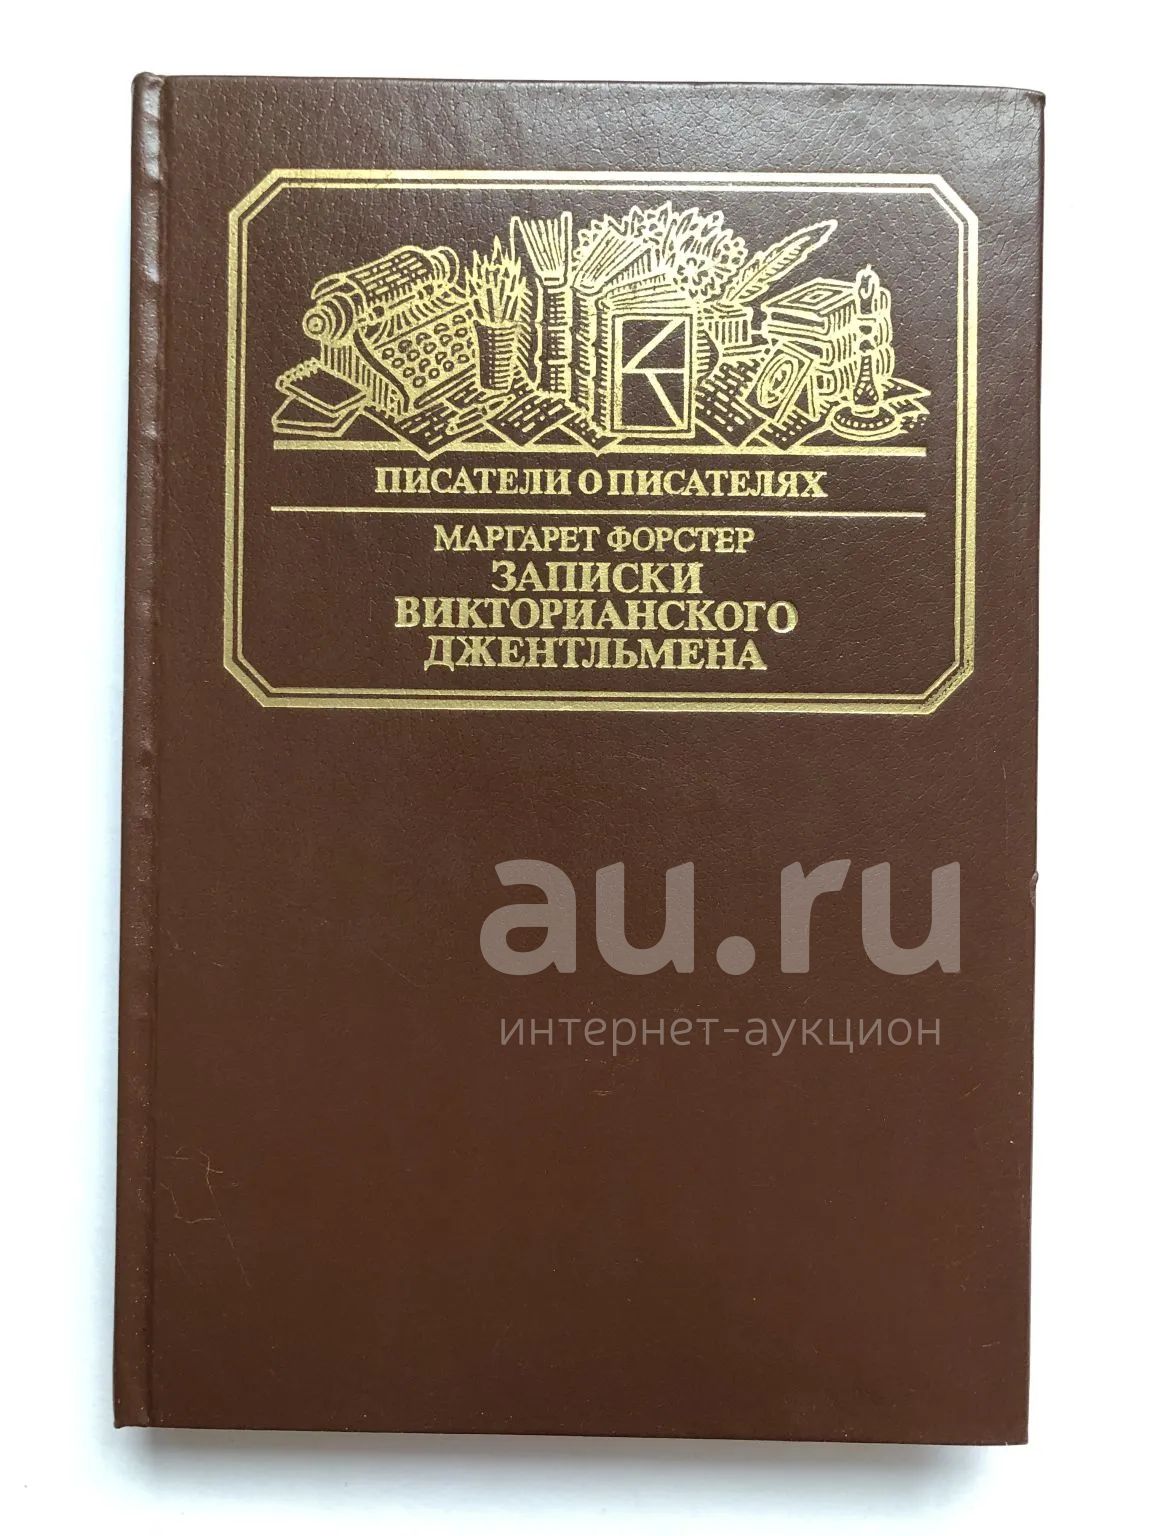 ПИСАТЕЛИ О ПИСАТЕЛЯХ
МАРГАРЕТ ФОРСТЕР
ЗАПИСКИ
ВИКТОРИАНСКОГО
ДЖЕНТЛЬМЕНА
au.ru
интернет-аукцион